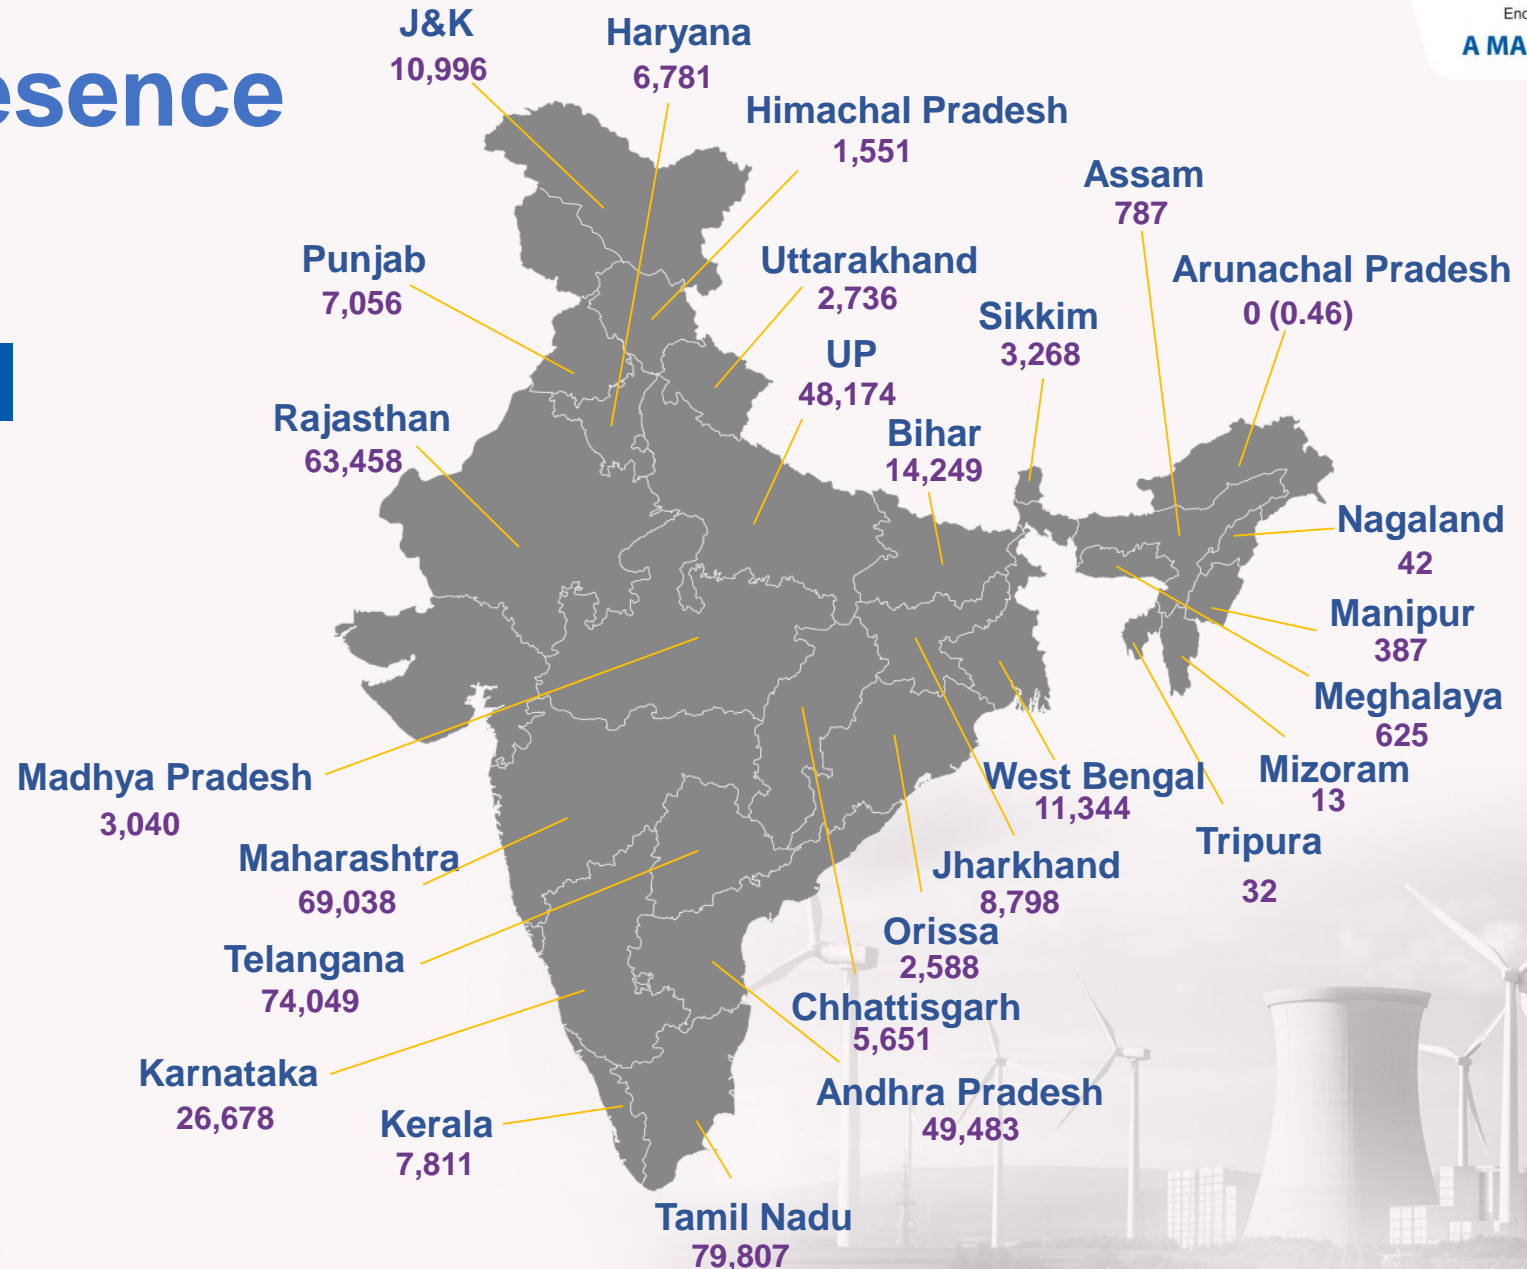 J&K
10,996
Haryana
6,781
Himachal Pradesh
1,551
Assam
787
Punjab
7,056
Uttarakhand
2,736
Arunachal Pradesh
0 (0.46)
Sikkim
3,268
UP
48,174
Rajasthan
63,458
Bihar
14,249
Nagaland
42
Manipur
387
Meghalaya
625
Madhya Pradesh
3,040
West Bengal
11,344
Mizoram
13
Maharashtra
69,038
Tripura
32
Jharkhand
8,798
Orissa
2,588
Telangana
74,049
Chhattisgarh
5,651
Karnataka
26,678
Andhra Pradesh
49,483
Kerala
7,811
Tamil Nadu
79,807